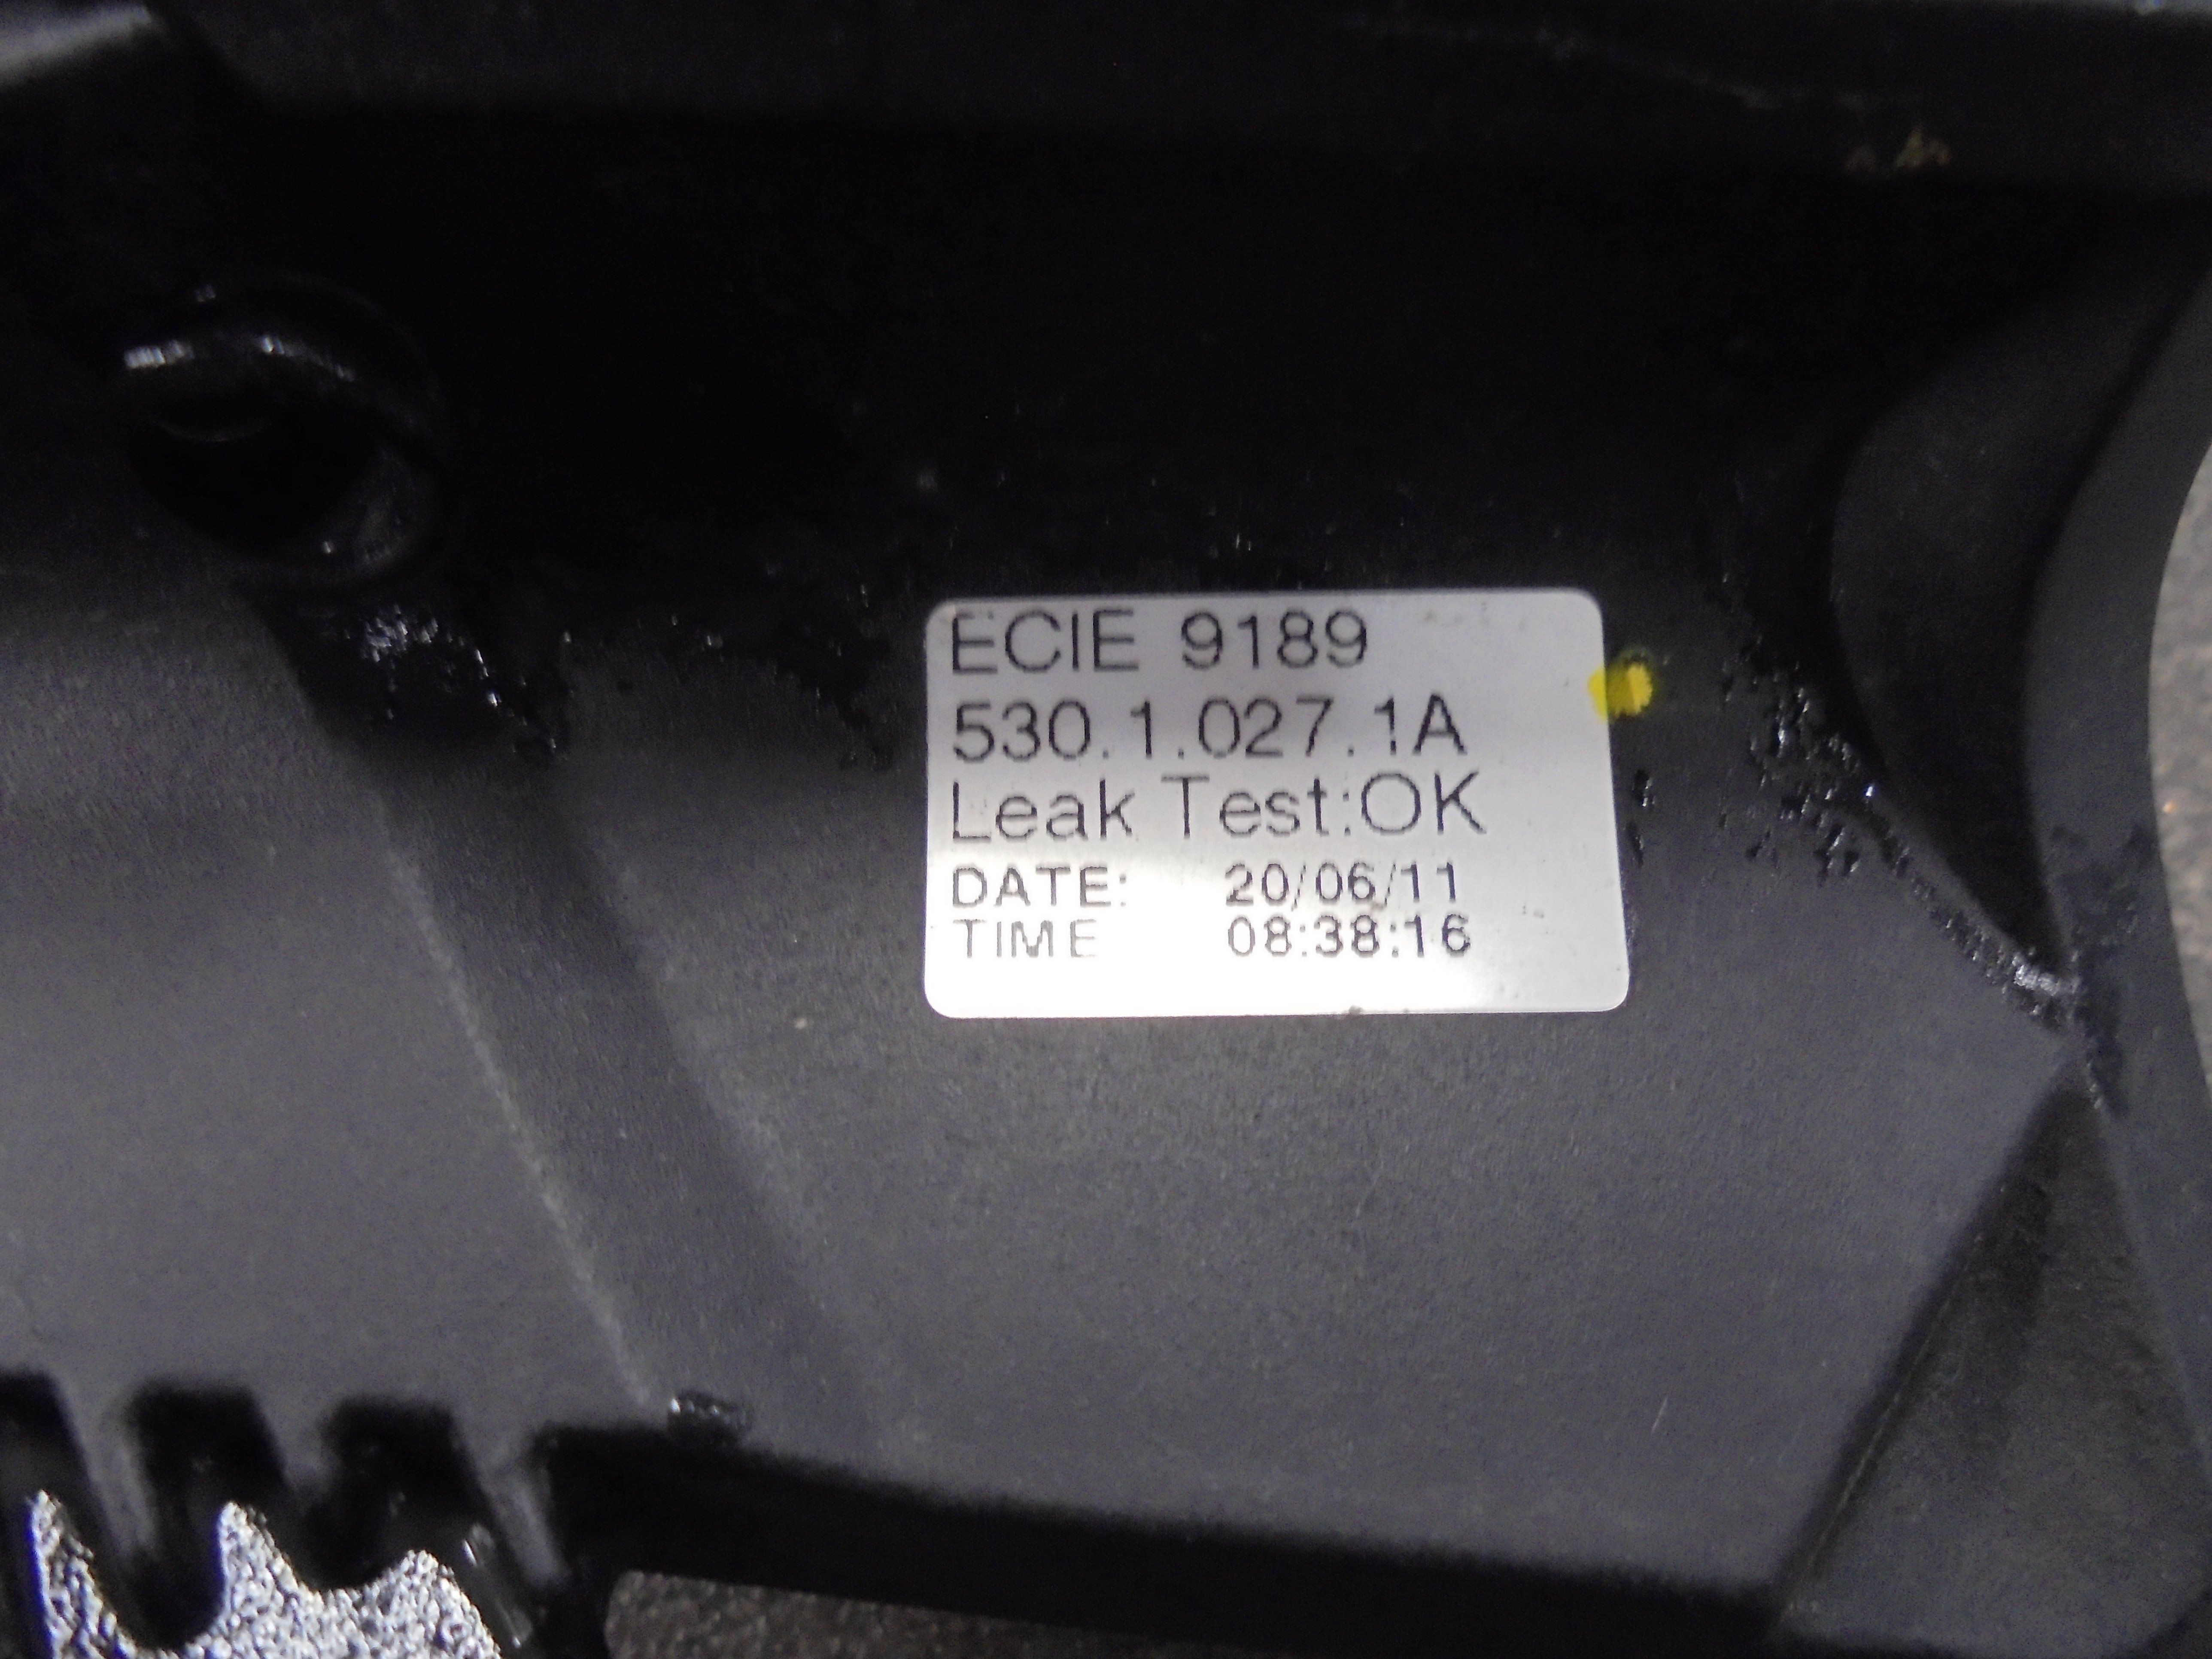 ECIE 9189
530.1.027.1A
Leak Test:OK
DATE: 20/06/11
TIME 08:38:16